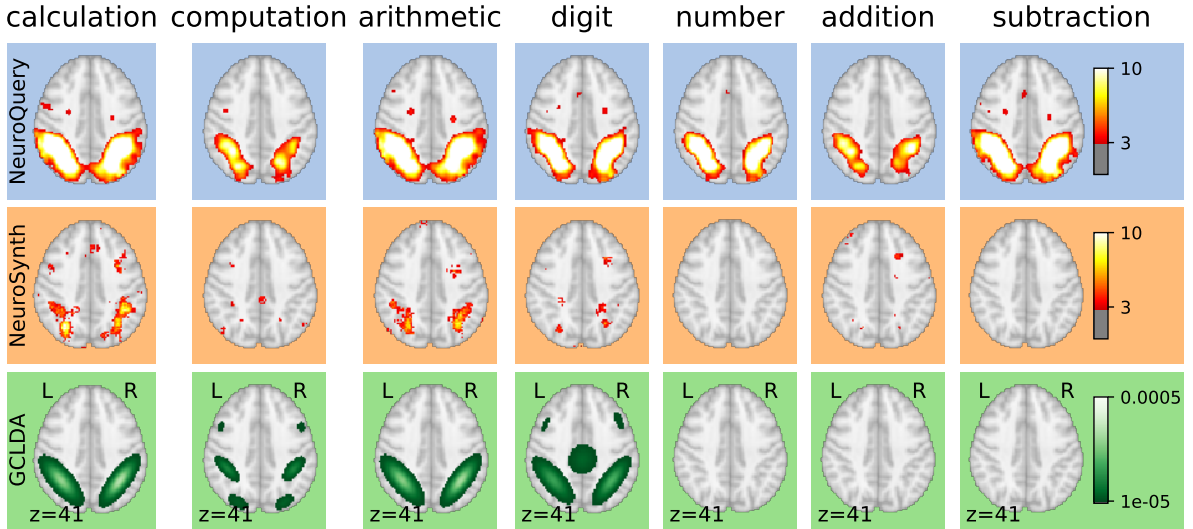 calculation computation arithmetic digit number addition subtraction
NeuroQuery
10
3
NeuroSynth
10
3
GCLDA
L R L R L R L R L R L R L R
0.0005
1e-05
z=41 z=41 z=41 z=41 z=41 z=41 z=41